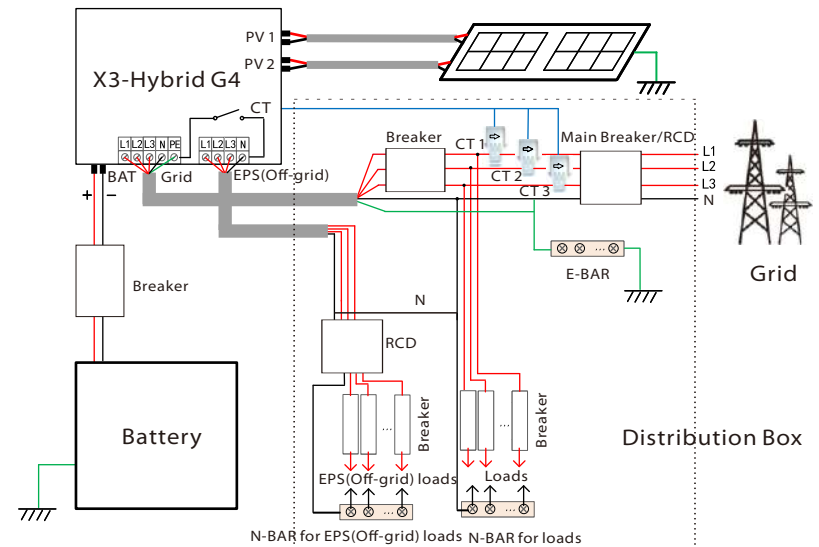 PV 1
PV 2
X3-Hybrid G4
CT
L1 L2 L3 N PE
L1 L2 L3 N
BAT
Grid
EPS(Off-grid)
+ −
Breaker
CT 1
CT 2
CT 3
Main Breaker/RCD
L1
L2
L3
N
E-BAR
Grid
Breaker
N
RCD
Battery
...
Breaker
...
Breaker
Distribution Box
EPS(Off-grid) loads
Loads
...
...
...
N-BAR for EPS(Off-grid) loads
N-BAR for loads